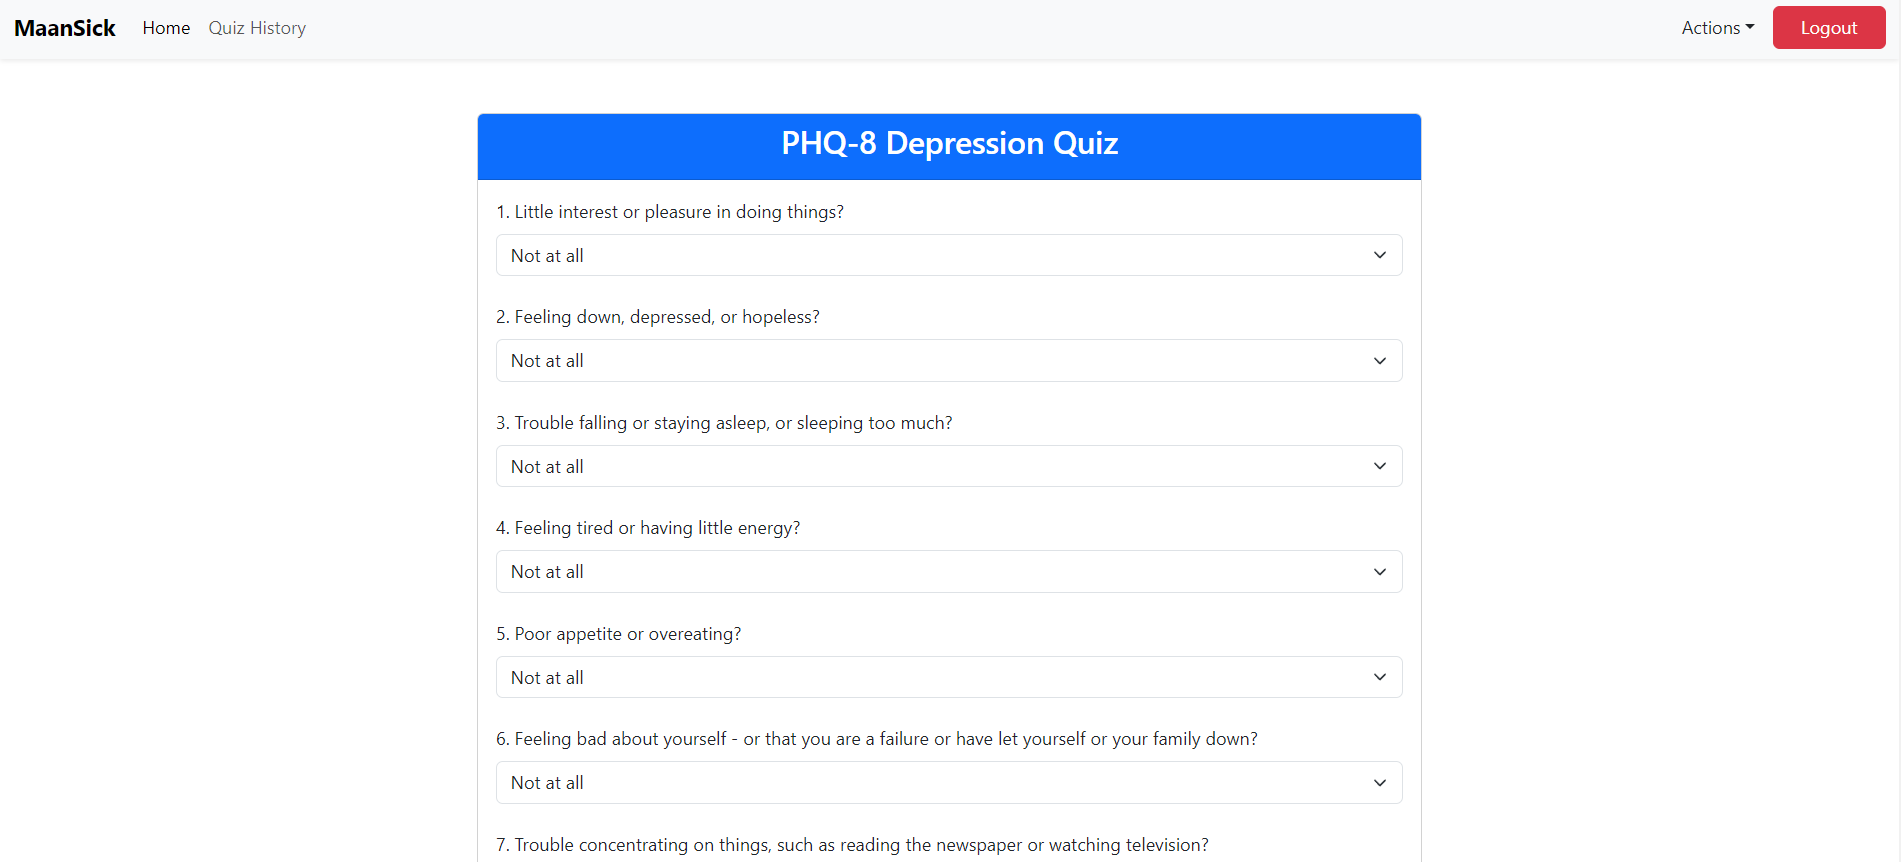 MaanSick Home Quiz History Actions Logout
PHQ-8 Depression Quiz
1. Little interest or pleasure in doing things?
Not at all
2. Feeling down, depressed, or hopeless?
Not at all
3. Trouble falling or staying asleep, or sleeping too much?
Not at all
4. Feeling tired or having little energy?
Not at all
5. Poor appetite or overeating?
Not at all
6. Feeling bad about yourself - or that you are a failure or have let yourself or your family down?
Not at all
7. Trouble concentrating on things, such as reading the newspaper or watching television?